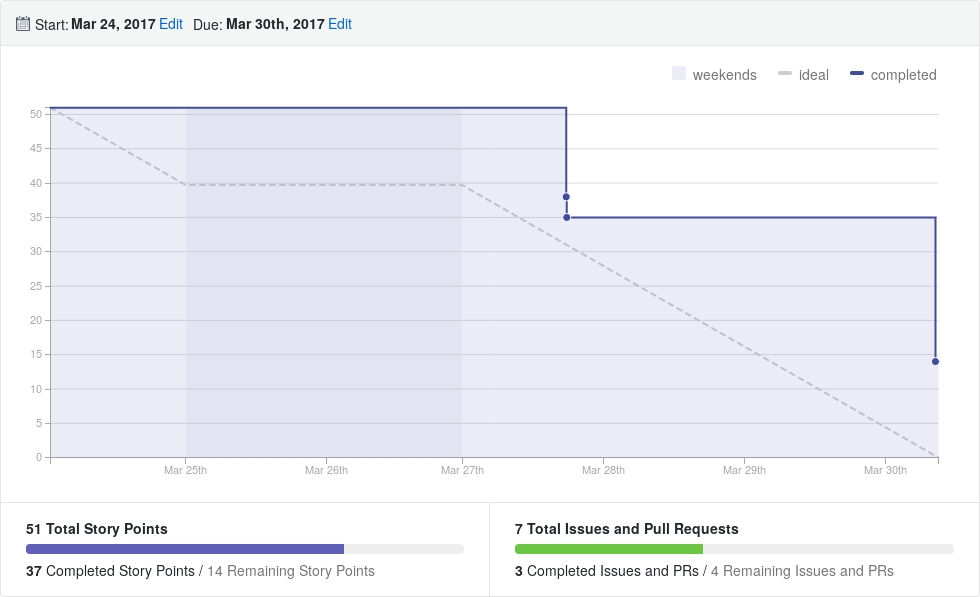 Start: Mar 24, 2017 Edit Due: Mar 30th, 2017 Edit
weekends ideal completed
50
45
40
35
30
25
20
15
10
5
0
Mar 25th Mar 26th Mar 27th Mar 28th Mar 29th Mar 30th
51 Total Story Points
37 Completed Story Points / 14 Remaining Story Points
7 Total Issues and Pull Requests
3 Completed Issues and PRs / 4 Remaining Issues and PRs